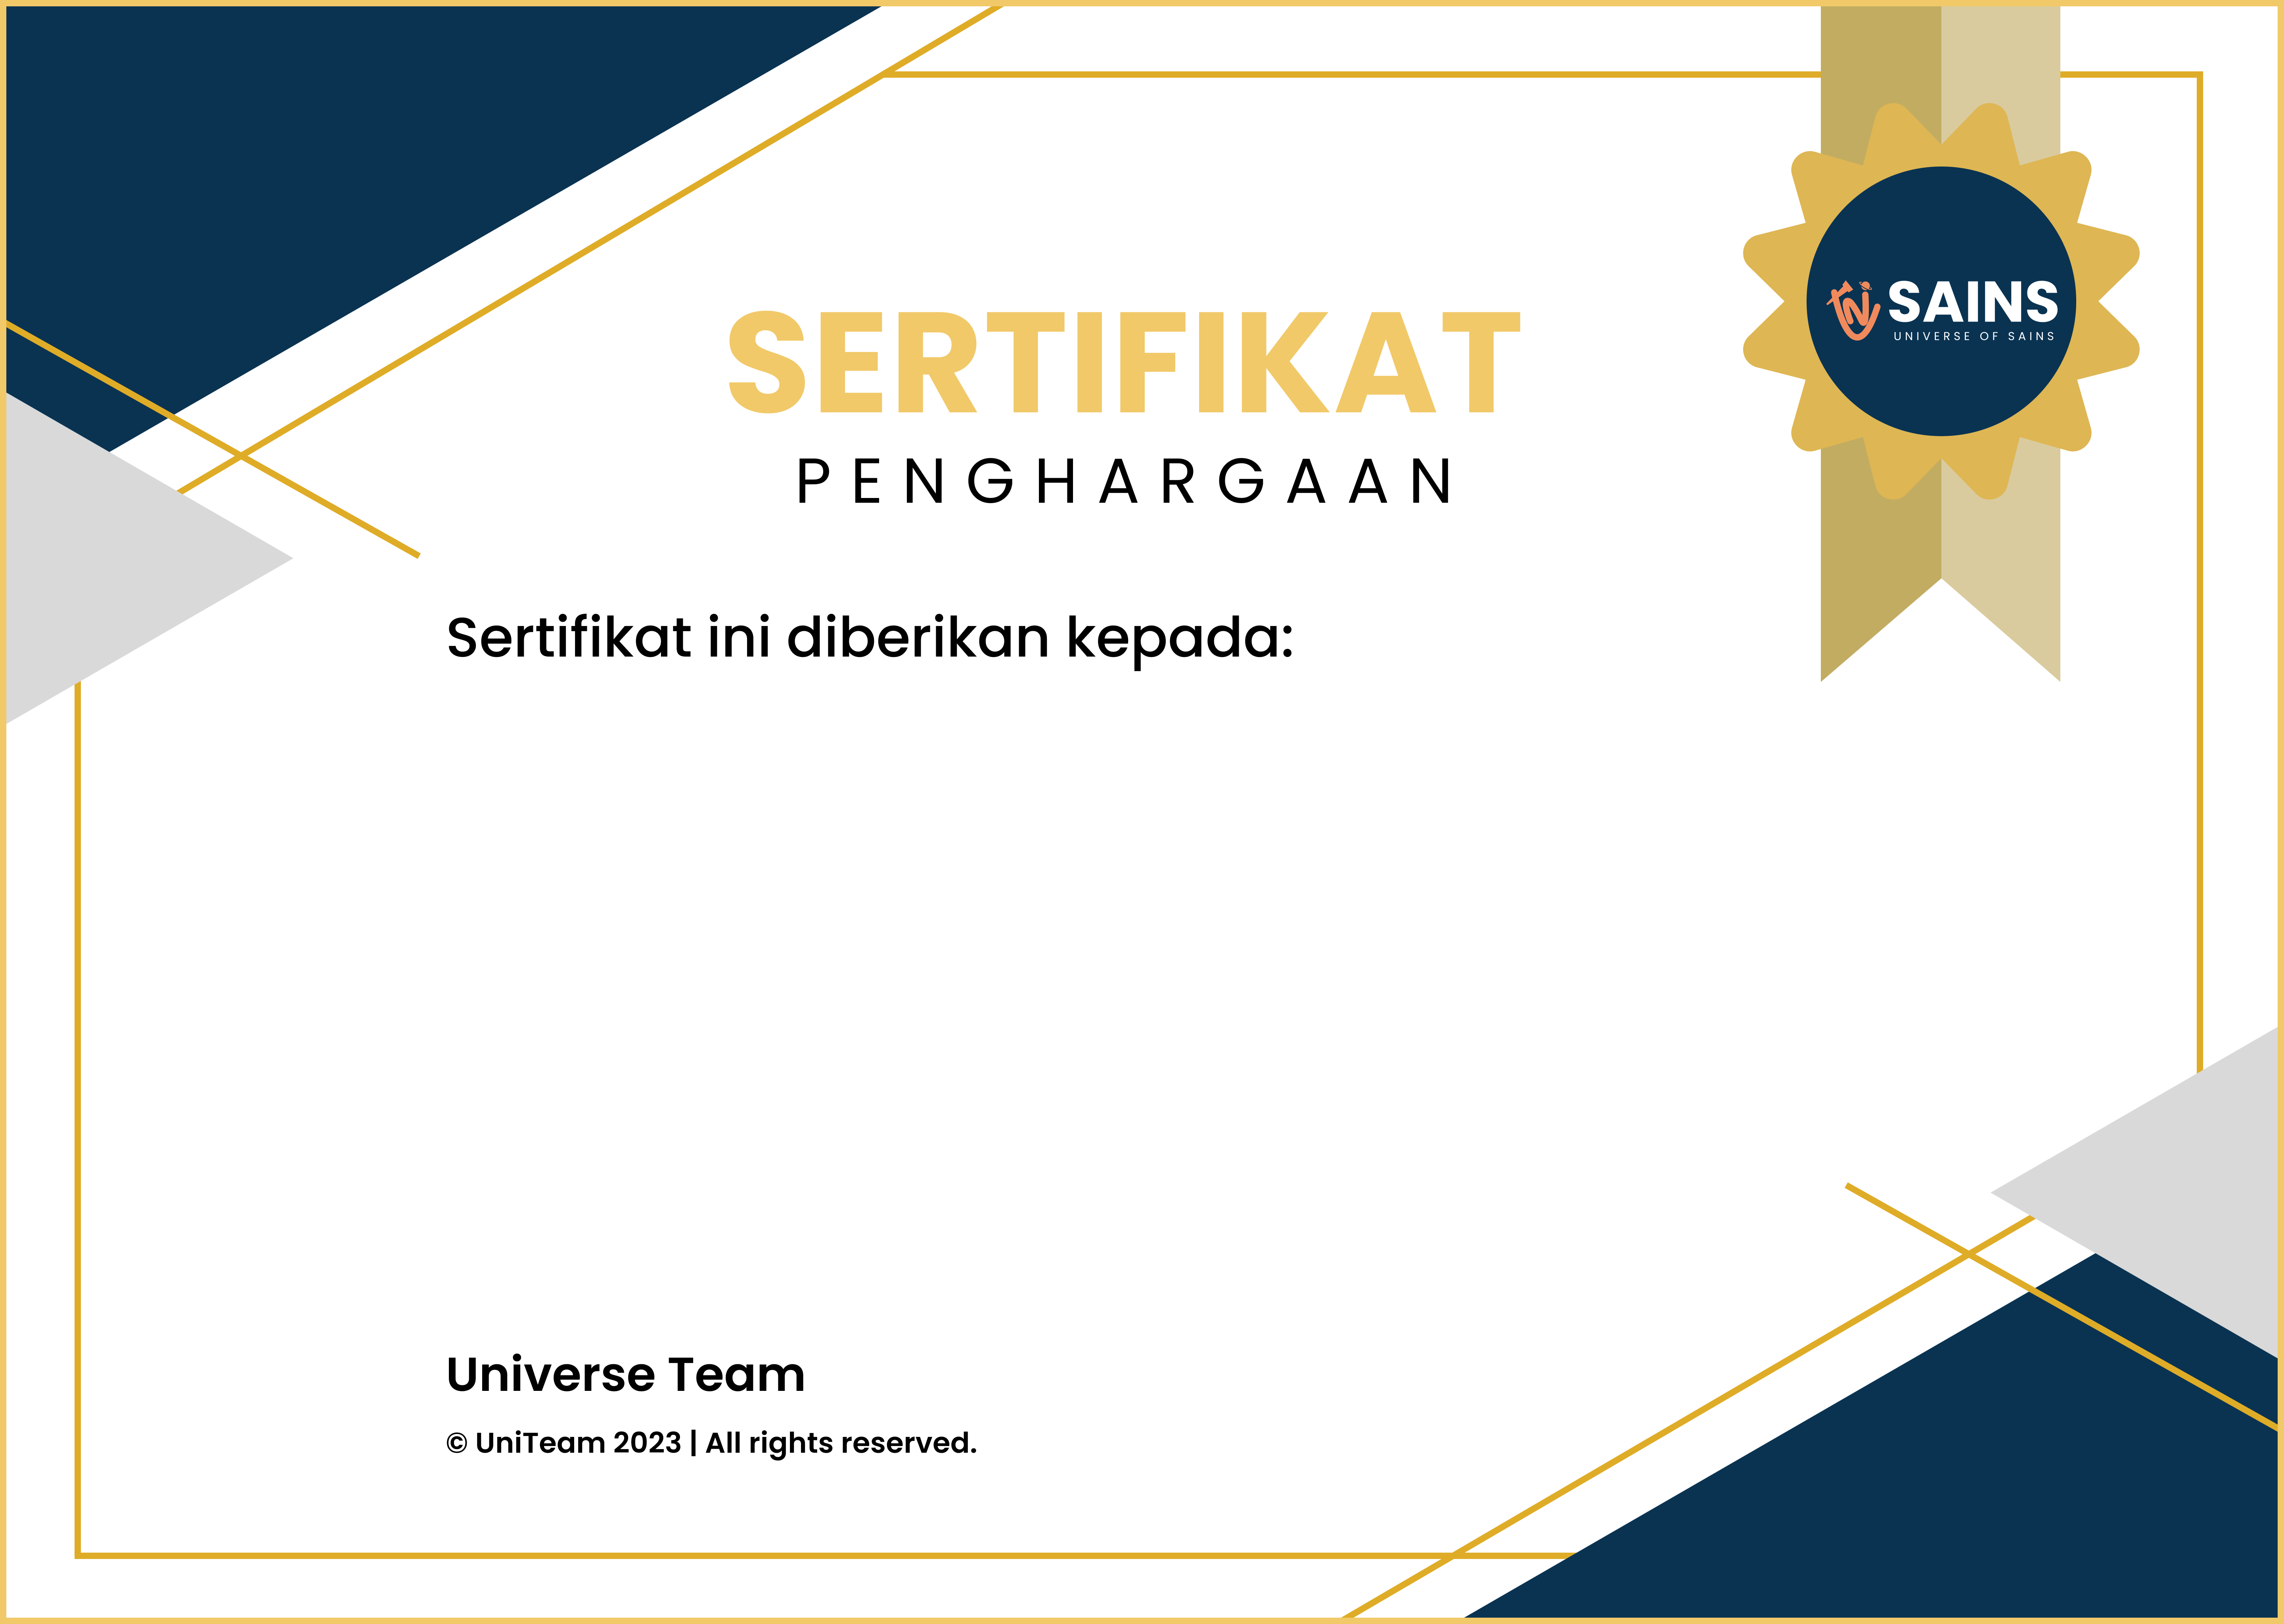 SERTIFIKAT
PENGHARGAAN
SAINS
UNIVERSE OF SAINS
Sertifikat ini diberikan kepada:
Universe Team
© UniTeam 2023 | All rights reserved.